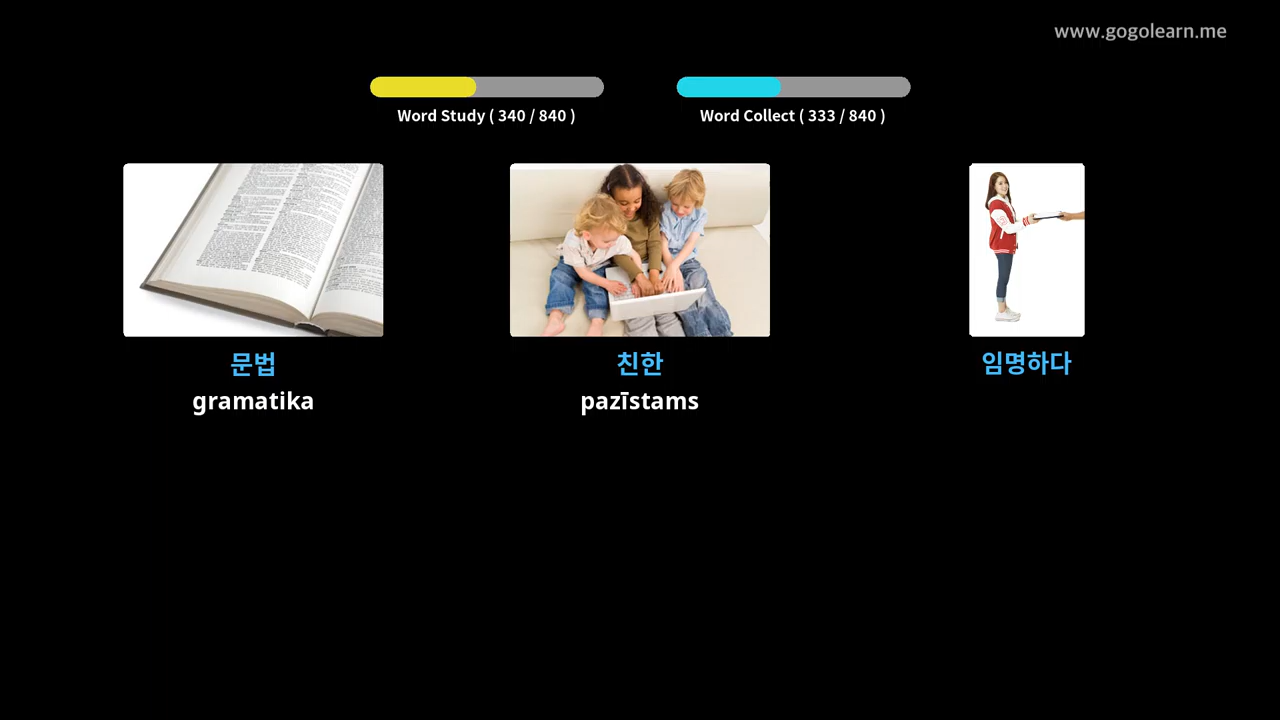 www.gogolearn.me
Word Study ( 340 / 840 )
Word Collect ( 333 / 840 )
문법
gramatika
친한
pazīstams
임명하다